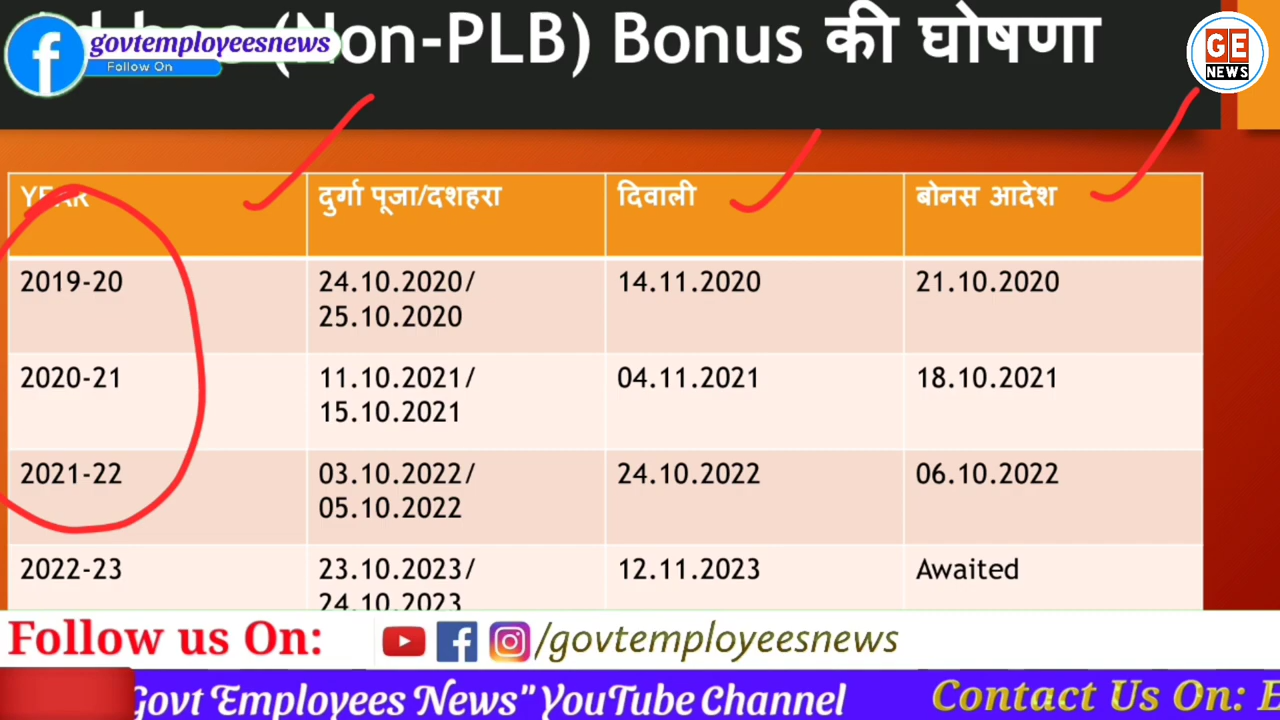 (Non-PLB) Bonus की घोषणा
govtemployeesnews
Follow On
GE
NEWS
YEAR दुर्गा पूजा/दशहरा दिवाली बोनस आदेश
2019-20 24.10.2020/ 14.11.2020 21.10.2020
25.10.2020
2020-21 11.10.2021/ 04.11.2021 18.10.2021
15.10.2021
2021-22 03.10.2022/ 24.10.2022 06.10.2022
05.10.2022
2022-23 23.10.2023/ 12.11.2023 Awaited
24.10.2023
Follow us On: /govtemployeesnews
Govt Employees News" YouTube Channel Contact Us On: E